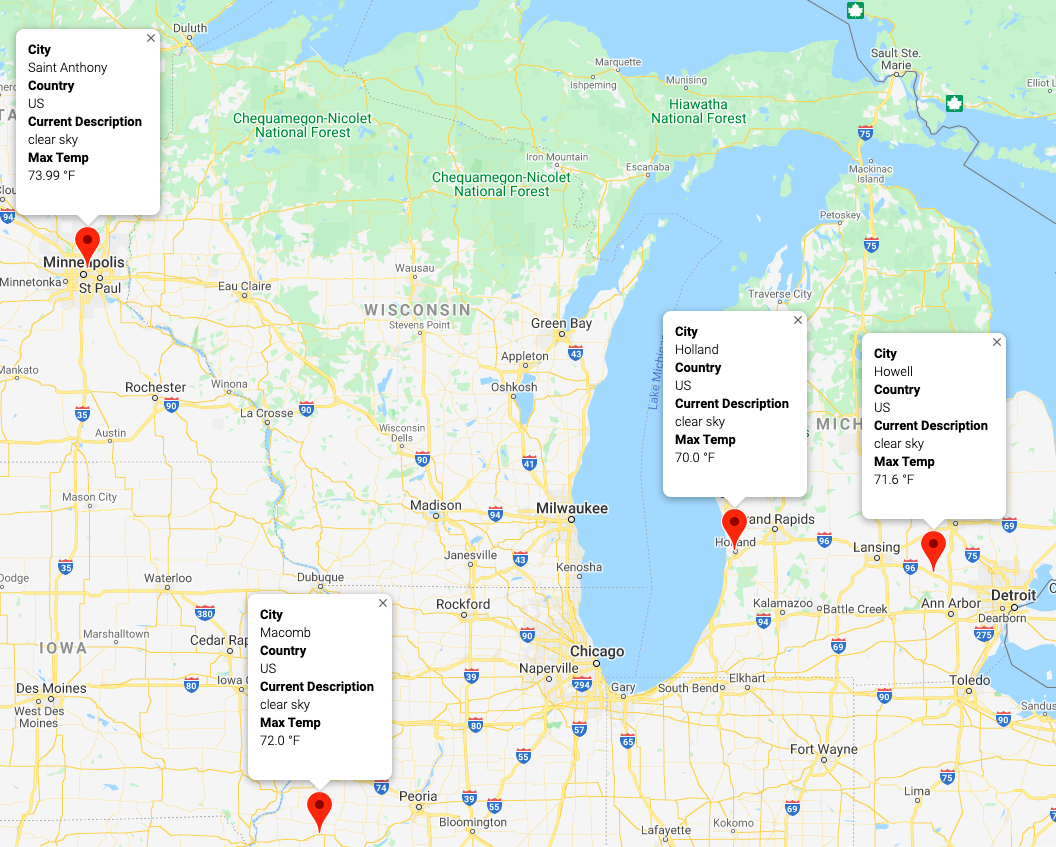 Duluth
City
Saint Anthony
Country
US
Current Description
clear sky
Max Temp
73.99 °F
Sault Ste.
Marie
Marquette
Ishpeming
Munising
Hiawatha
National Forest
Chequamegon-Nicolet
National Forest
75
Iron Mountain
Escanaba
Mackinac
Island
Chequamegon-Nicolet
National Forest
94
Petoskey
75
Minneapolis
Minnetonka
St Paul
Wausau
Eau Claire
Traverse City
WISCONSIN
Stevens Point
Green Bay
43
Appleton
Lake Michigan
City
Holland
Country
US
Current Description
clear sky
Max Temp
70.0 °F
City
Howell
Country
US
Current Description
clear sky
Max Temp
71.6 °F
Mankato
Rochester
Winona
Oshkosh
90
35
La Crosse
90
Austin
Wisconsin
Dells
MICH
90
41
Mason City
Madison
94
Milwaukee
Grand Rapids
69
Holland
96
Lansing
75
96
Janesville
43
Kenosha
35
Dodge
Waterloo
Dubuque
Detroit
Dearborn
Ann Arbor
Kalamazoo
Battle Creek
94
275
380
Rockford
90
69
Marshalltown
IOWA
Cedar Rap
City
Macomb
Country
US
Current Description
clear sky
Max Temp
72.0 °F
Chicago
Naperville
39
294
Gary
South Bend
Elkhart
Toledo
80
Iowa C
90
90
Sandus
Des Moines
West Des
Moines
80
57
65
55
Fort Wayne
75
74
Peoria
39
55
Lima
69
Bloomington
Kokomo
Lafayette